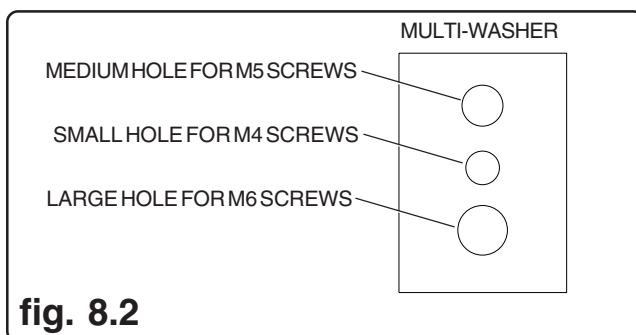 MULTI-WASHER
MEDIUM HOLE FOR M5 SCREWS
SMALL HOLE FOR M4 SCREWS
LARGE HOLE FOR M6 SCREWS
fig. 8.2